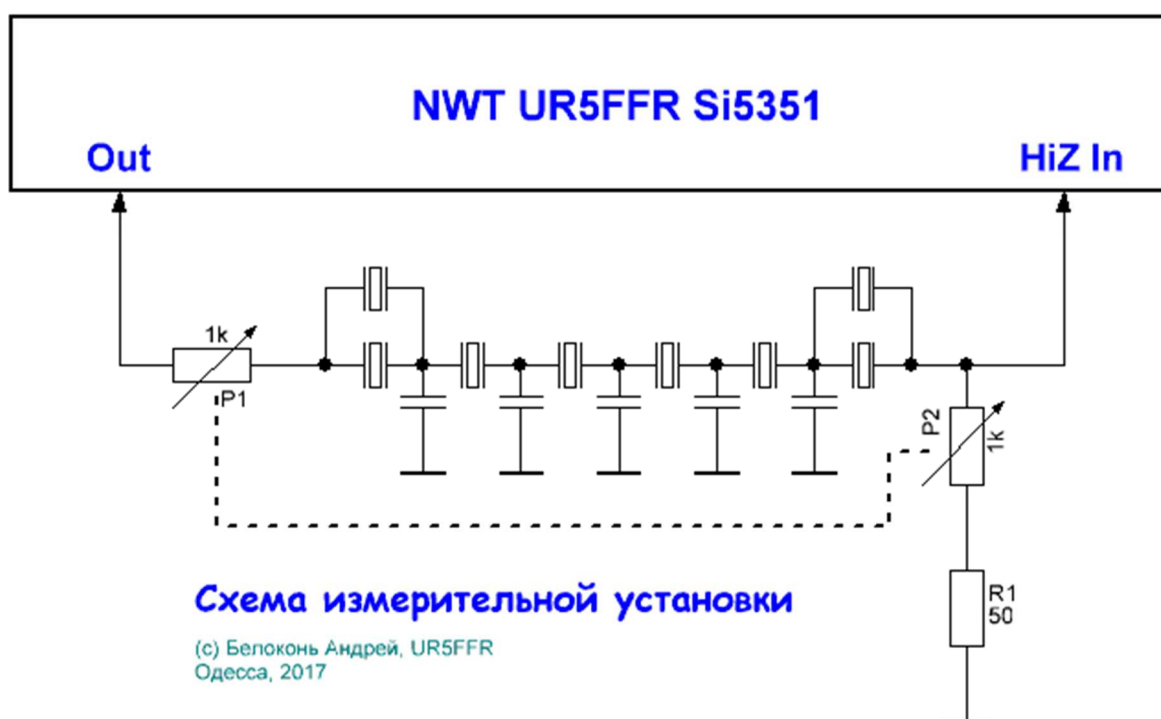 NWT UR5FFR Si5351
Out
HiZ In
1k
P1
P2
1k
R1
50
Схема измерительной установки
(c) Белоконь Андрей, UR5FFR
Одесса, 2017